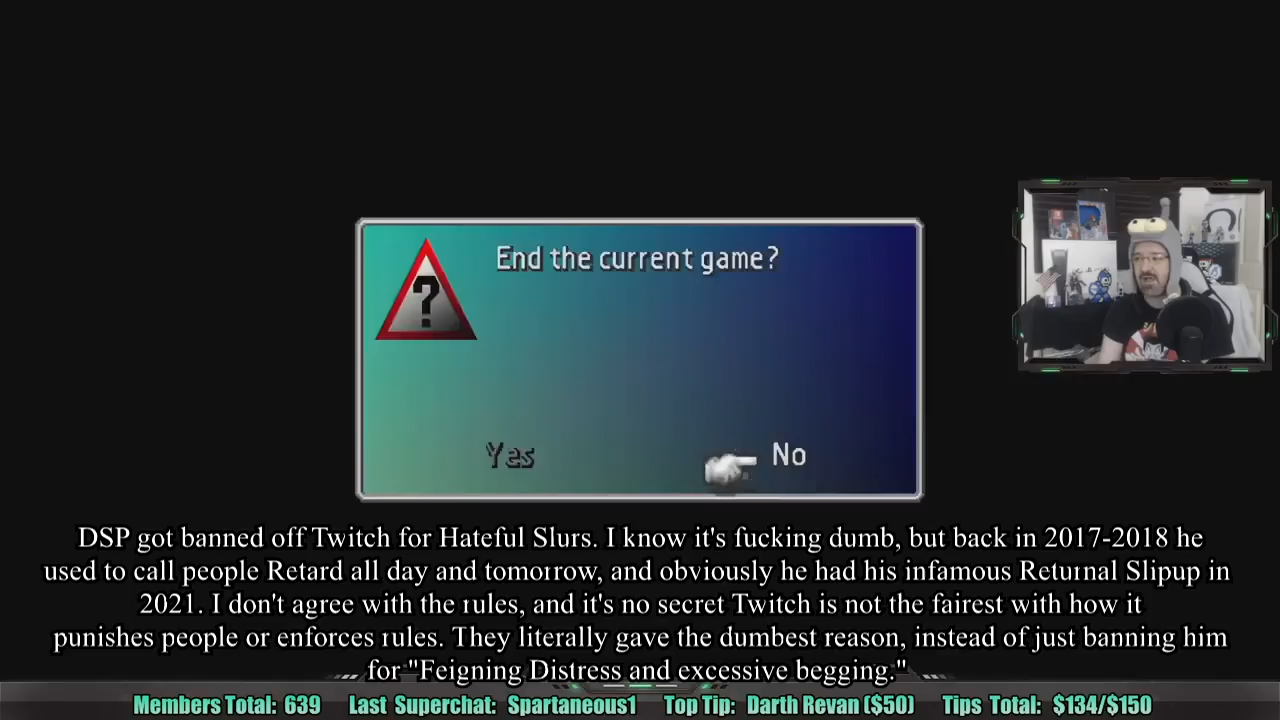 End the current game?
?
Yes
No
DSP got banned off Twitch for Hateful Slurs. I know it's fucking dumb, but back in 2017-2018 he
used to call people Retard all day and tomorrow, and obviously he had his infamous Returnal Slipup in
2021. I don't agree with the rules, and it's no secret Twitch is not the fairest with how it
punishes people or enforces rules. They literally gave the dumbest reason, instead of just banning him
for "Feigning Distress and excessive begging."
Members Total: 639 Last Superchat: Spartaneous1 Top Tip: Darth Revan ($50) Tips Total: $134/$150